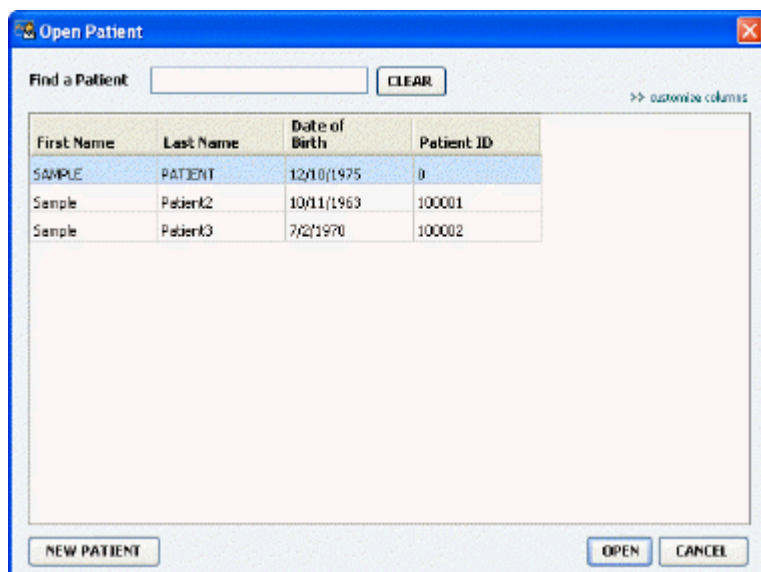 Open Patient
Find a Patient CLEAR
>> customize columns
First Name Last Name Date of Birth Patient ID
SAMPLE PATIENT 12/10/1975 0
Sample Patient2 10/11/1963 100001
Sample Patient3 7/2/1970 100002
NEW PATIENT OPEN CANCEL